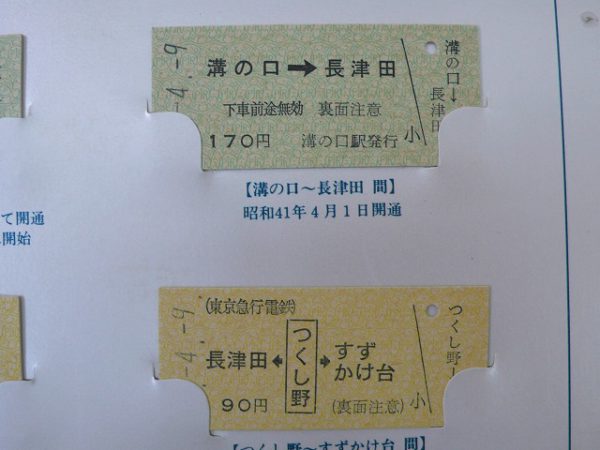 -4.-9
溝の口→長津田
下車前途無効 裏面注意
170円 溝の口駅発行
小
溝の口→長津田
【溝の口～長津田 間】
昭和41年4月1日開通
て開通
開始
-4.-9
(東京急行電鉄)
長津田←つくし野→すずかけ台
90円 (裏面注意)
小
つくし野
【つくし野～すずかけ台 間】